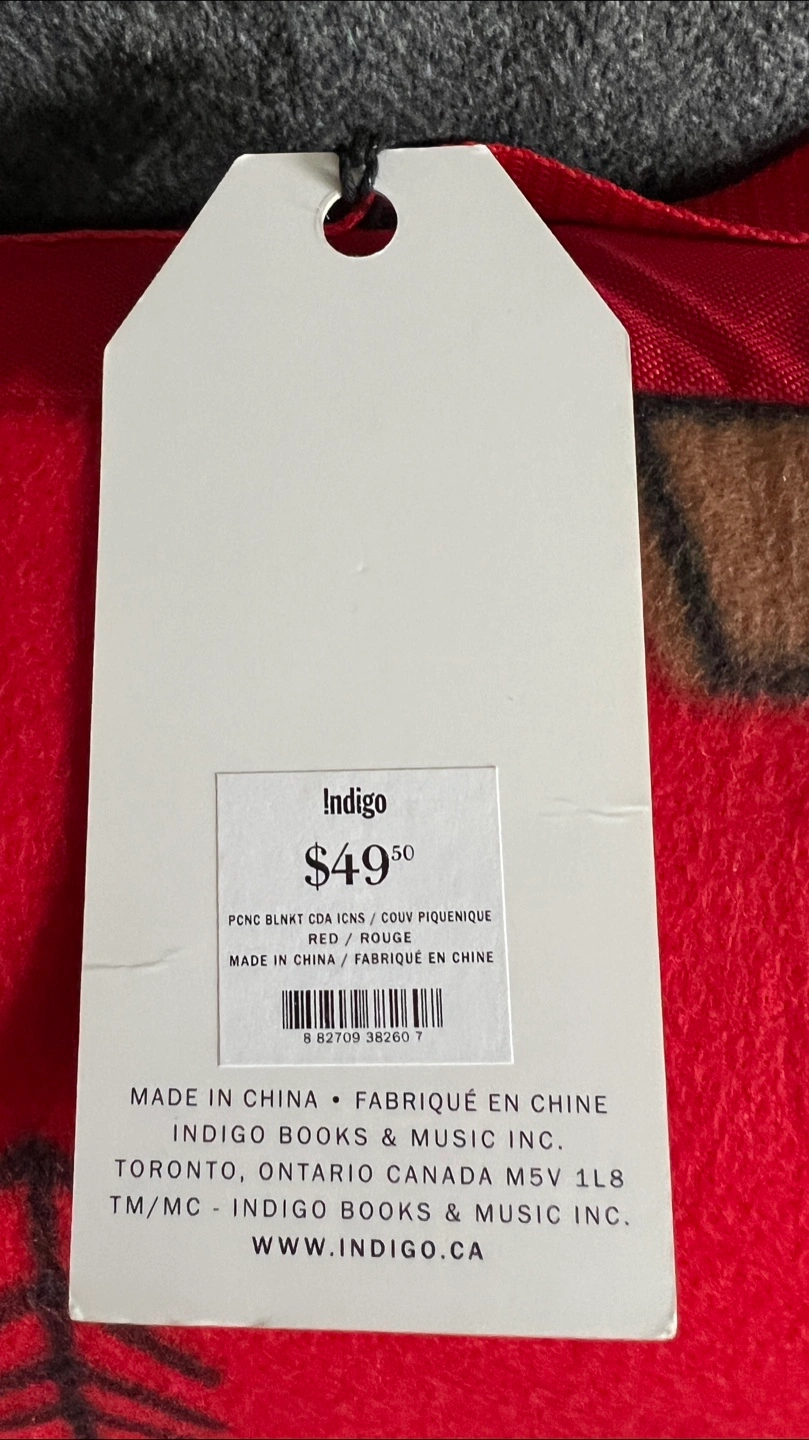 !ndigo
$49⁵⁰
PCNC BLNKT CDA ICNS / COUV PIQUENIQUE
RED / ROUGE
MADE IN CHINA / FABRIQUÉ EN CHINE
8 82709 38260 7
MADE IN CHINA • FABRIQUÉ EN CHINE
INDIGO BOOKS & MUSIC INC.
TORONTO, ONTARIO CANADA M5V 1L8
TM/MC - INDIGO BOOKS & MUSIC INC.
WWW.INDIGO.CA